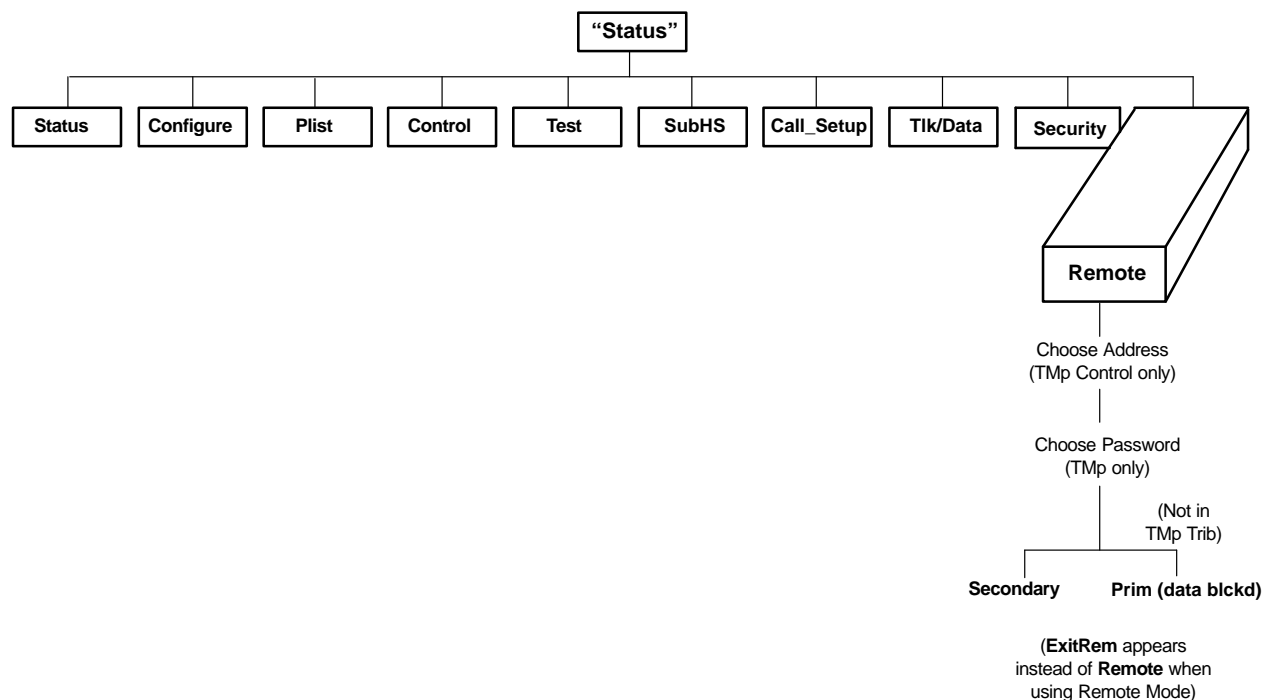 “Status”
Status
Configure
Plist
Control
Test
SubHS
Call_Setup
Tlk/Data
Security
Remote
Choose Address
(TMp Control only)
Choose Password
(TMp only)
(Not in
TMp Trib)
Secondary
Prim (data blckd)
(ExitRem appears
instead of Remote when
using Remote Mode)